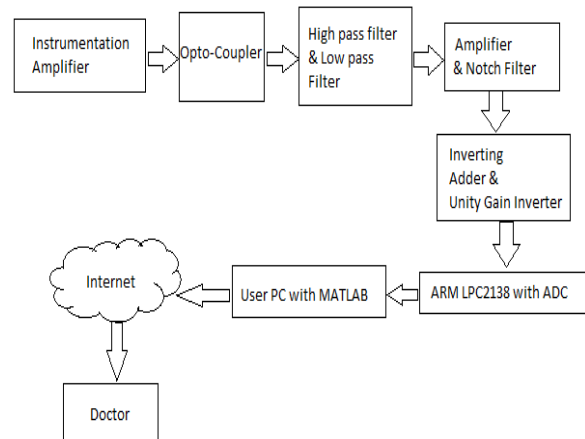 Instrumentation
Amplifier
Opto-Coupler
High pass filter
& Low pass
Filter
Amplifier
& Notch Filter
Inverting
Adder &
Unity Gain Inverter
ARM LPC2138 with ADC
User PC with MATLAB
Internet
Doctor